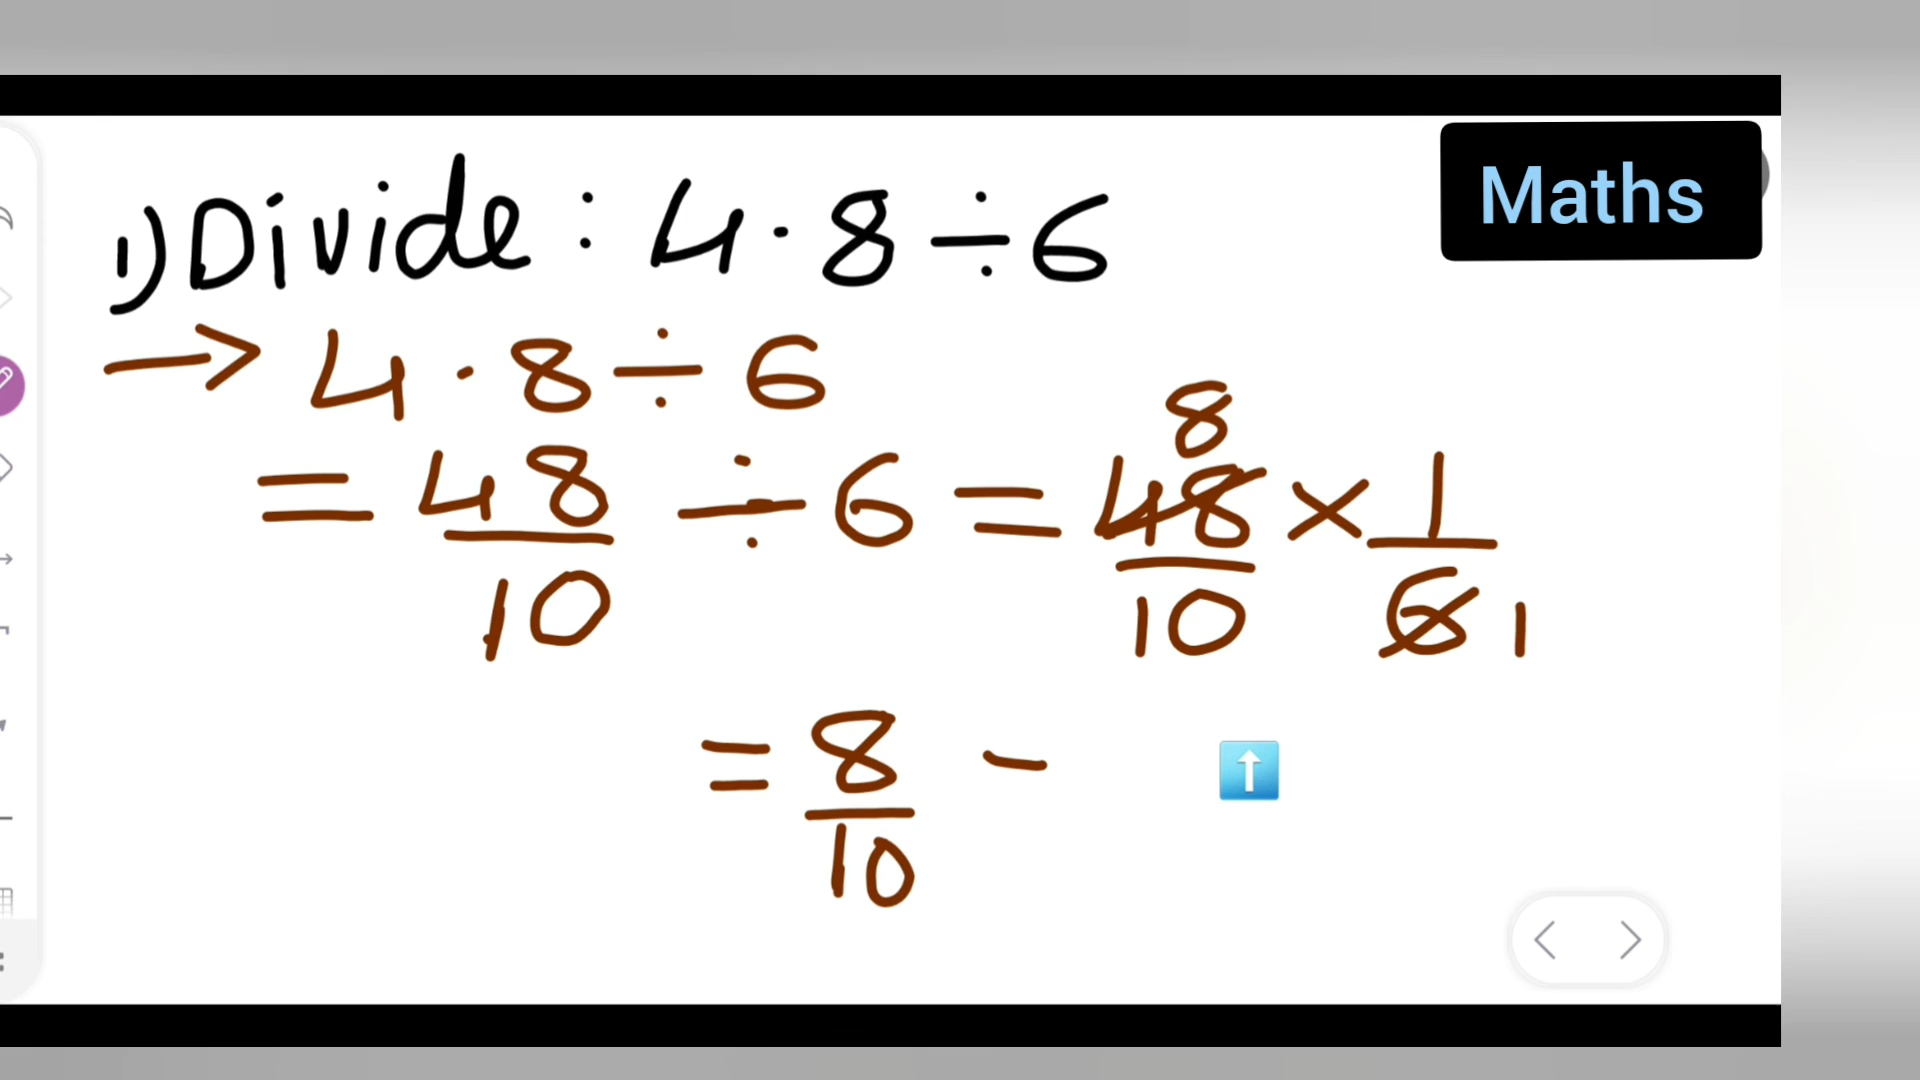 Maths
1) Divide : 4.8 ÷ 6
→ 4.8 ÷ 6
= 48/10 ÷ 6 = 8 48/10 × 1/6 1
= 8/10 -